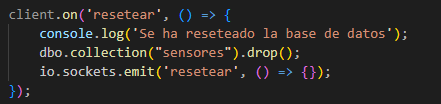 client.on('resetear', () => {
    console.log('Se ha reseteado la base de datos');
    dbo.collection("sensores").drop();
    io.sockets.emit('resetear', () => {});
});